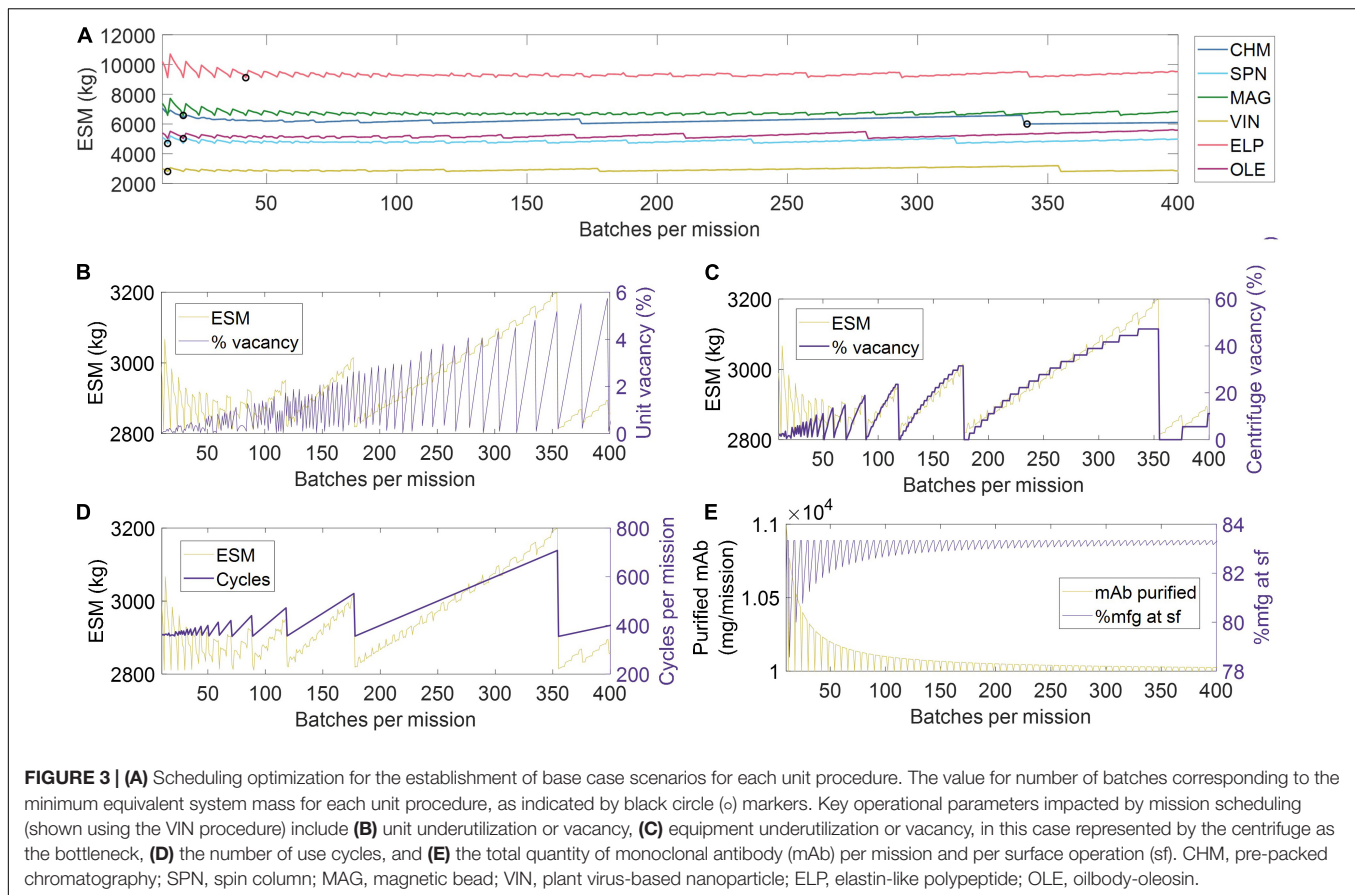 A
12000
10000
8000
6000
4000
2000
ESM (kg)
50
100
150
200
250
300
350
400
Batches per mission
CHM
SPN
MAG
VIN
ELP
OLE
B
3200
3000
2800
ESM (kg)
ESM
% vacancy
6
4
2
0
Unit vacancy (%)
50
100
150
200
250
300
350
400
Batches per mission
C
3200
3000
2800
ESM (kg)
ESM
% vacancy
60
40
20
0
Centrifuge vacancy (%)
50
100
150
200
250
300
350
400
Batches per mission
D
3200
3000
2800
ESM (kg)
ESM
Cycles
800
600
400
200
Cycles per mission
50
100
150
200
250
300
350
400
Batches per mission
E
×10⁴
1.1
1.05
1
Purified mAb
(mg/mission)
mAb purified
%mfg at sf
84
82
80
78
%mfg at sf
50
100
150
200
250
300
350
400
Batches per mission
FIGURE 3 | (A) Scheduling optimization for the establishment of base case scenarios for each unit procedure. The value for number of batches corresponding to the
minimum equivalent system mass for each unit procedure, as indicated by black circle (○) markers. Key operational parameters impacted by mission scheduling
(shown using the VIN procedure) include (B) unit underutilization or vacancy, (C) equipment underutilization or vacancy, in this case represented by the centrifuge as
the bottleneck, (D) the number of use cycles, and (E) the total quantity of monoclonal antibody (mAb) per mission and per surface operation (sf). CHM, pre-packed
chromatography; SPN, spin column; MAG, magnetic bead; VIN, plant virus-based nanoparticle; ELP, elastin-like polypeptide; OLE, oilbody-oleosin.